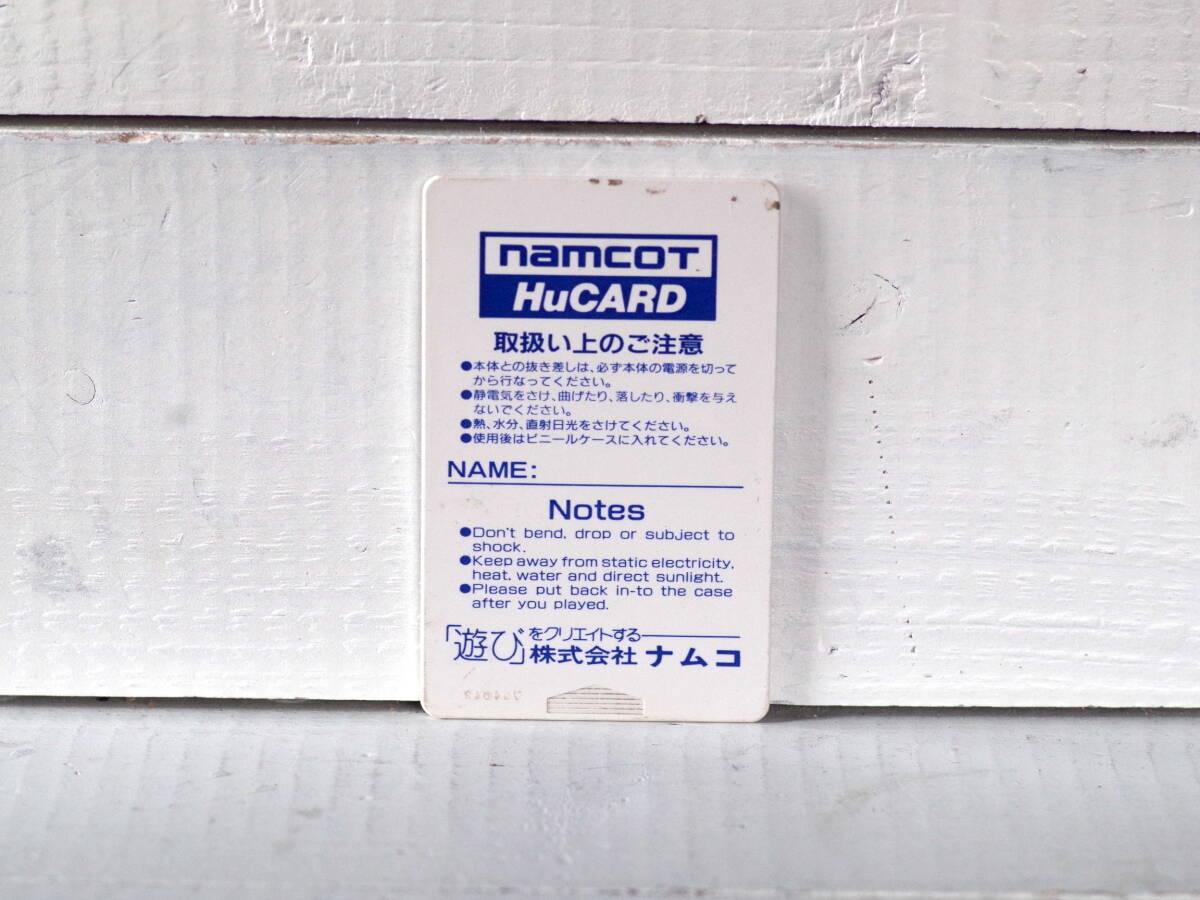 namcot
HuCARD
取扱い上のご注意
●本体との抜き差しは、必ず本体の電源を切って
から行なってください。
●静電気をさけ、曲げたり、落したり、衝撃を与え
ないでください。
●熱、水分、直射日光をさけてください。
●使用後はビニールケースに入れてください。
NAME:
Notes
●Don't bend, drop or subject to
shock.
●Keep away from static electricity,
heat, water and direct sunlight.
●Please put back in-to the case
after you played.
「遊び」をクリエイトする
株式会社 ナムコ